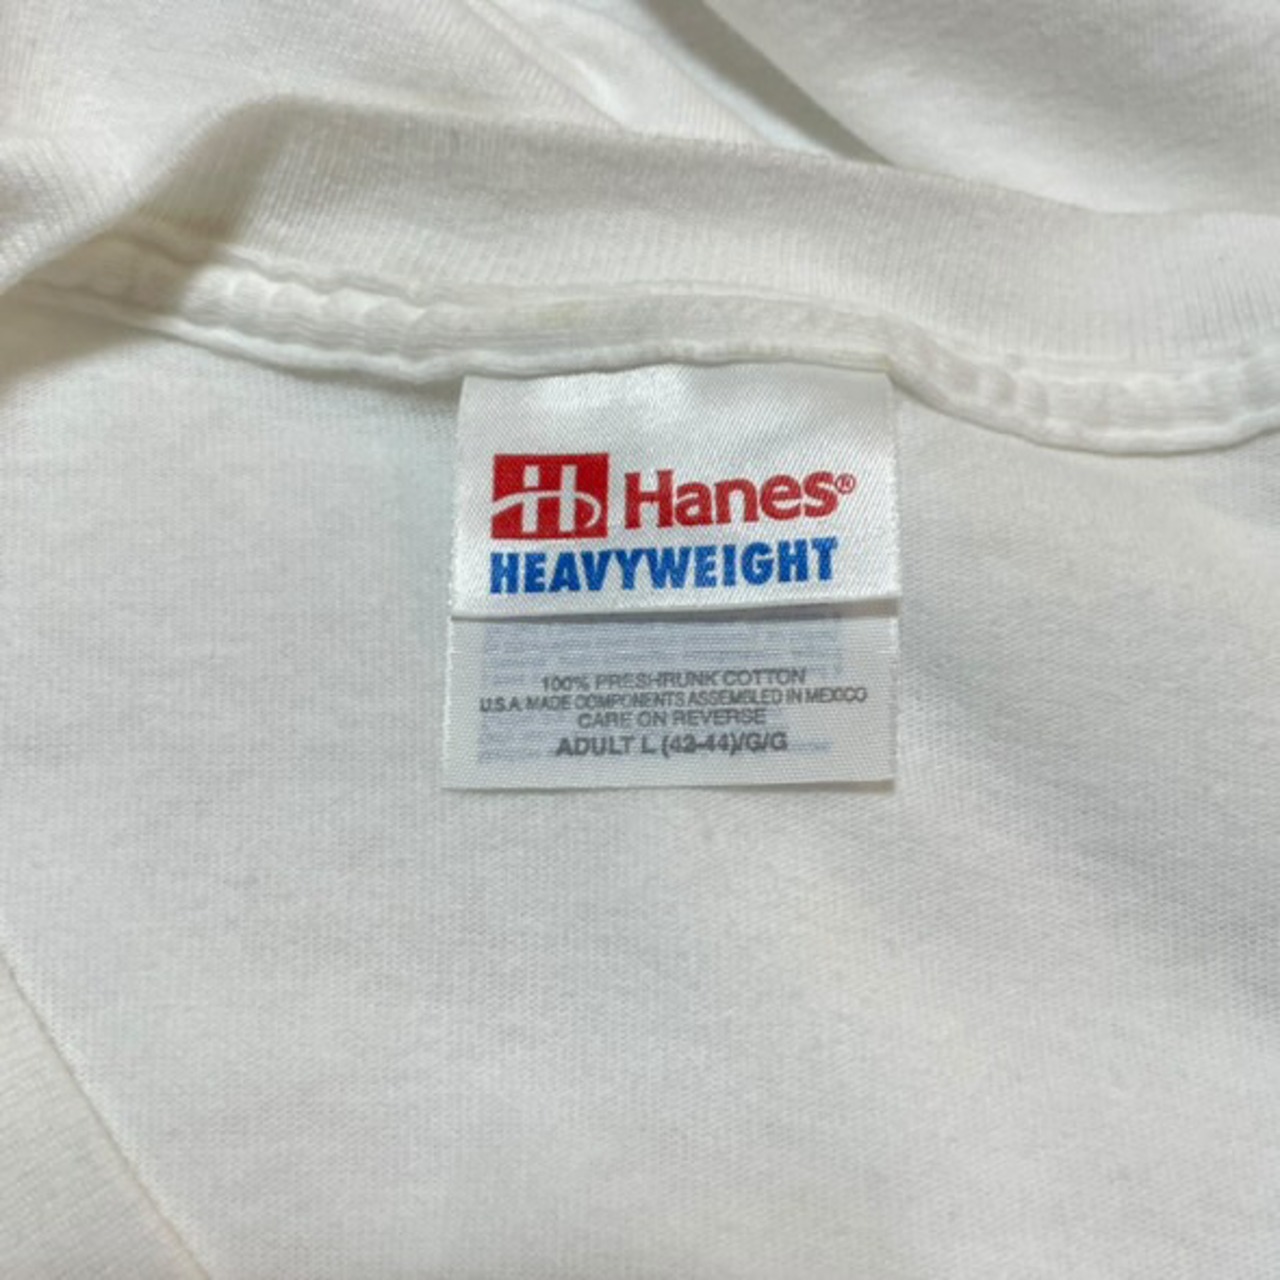 H Hanes®
HEAVYWEIGHT
100% PRESHRUNK COTTON
U.S.A. MADE COMPONENTS ASSEMBLED IN MEXICO
CARE ON REVERSE
ADULT L (42-44)/G/G